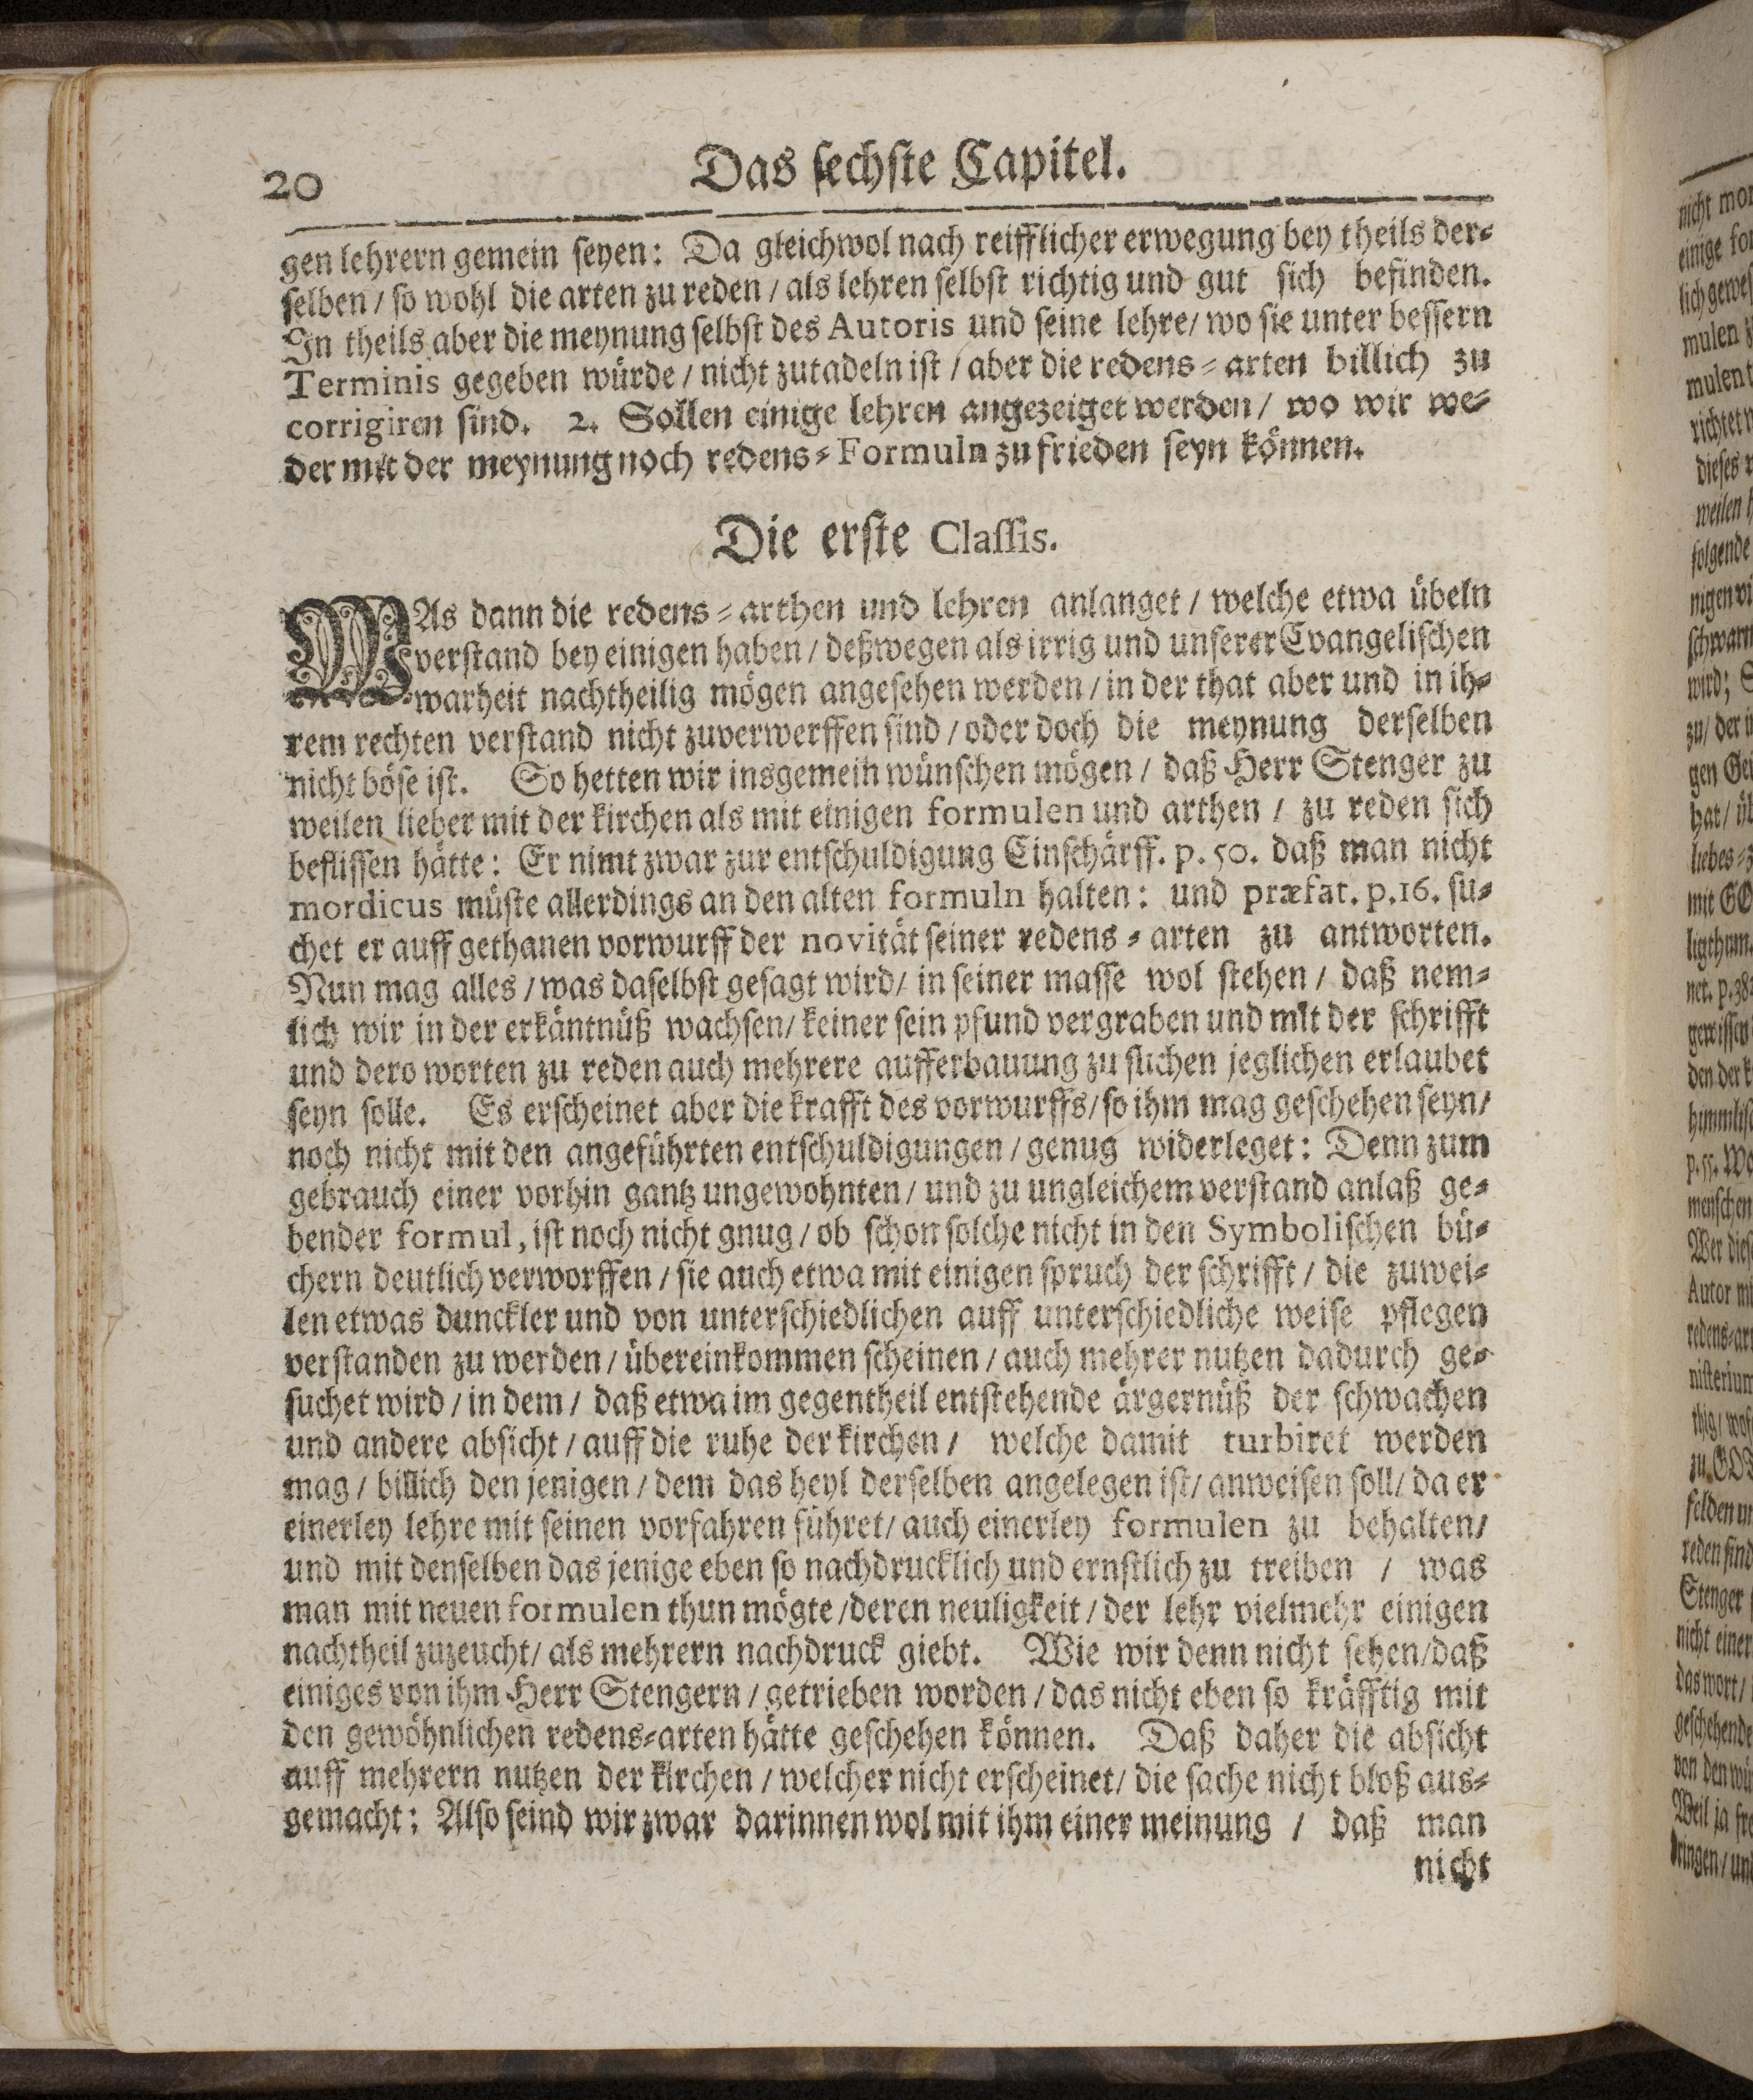 20 Das sechste Capitel.
gen lehrern gemein seyen: Da gleichwol nach reifflicher erwegung bey theils der-
selben / so wohl die arten zu reden / als lehren selbst richtig und gut sich befinden.
In theils aber die meynung selbst des Autoris und seine lehre / wo sie unter bessern
Terminis gegeben würde / nicht zutadeln ist / aber die redens-arten billich zu
corrigiren sind. 2. Sollen einige lehren angezeiget werden / wo wir we-
der mit der meynung noch redens-Formuln zu frieden seyn können.
Die erste Classis.
WAs dann die redens-arthen und lehren anlanget / welche etwa übeln
verstand bey einigen haben / deßwegen als irrig und unserer Evangelischen
warheit nachtheilig mögen angesehen werden / in der that aber und in ih-
rem rechten verstand nicht zuverwerffen sind / oder doch die meynung derselben
nicht böse ist. So hetten wir insgemein wünschen mögen / daß Herr Stenger zu
weilen lieber mit der kirchen als mit einigen formulen und arthen / zu reden sich
beflissen hätte: Er nimt zwar zur entschuldigung Einschärff. p. 50. daß man nicht
mordicus müste allerdings an den alten formuln halten: und præfat. p. 16. su-
chet er auff gethanen vorwurff der novität seiner redens-arten zu antworten.
Nun mag alles / was daselbst gesagt wird / in seiner masse wol stehen / daß nem-
lich wir in der erkäntnüß wachsen / keiner sein pfund vergraben und mit der schrifft
und dero worten zu reden auch mehrere aufferbauung zu suchen jeglichen erlaubet
seyn solle. Es erscheinet aber die krafft des vorwurffs / so ihm mag geschehen seyn /
noch nicht mit den angeführten entschuldigungen / genug widerleget: Denn zum
gebrauch einer vorhin gantz ungewohnten / und zu ungleichem verstand anlaß ge-
bender formul, ist noch nicht gnug / ob schon solche nicht in den Symbolischen bü-
chern deutlich verworffen / sie auch etwa mit einigen spruch der schrifft / die zuwei-
len etwas dunckler und von unterschiedlichen auff unterschiedliche weise pflegen
verstanden zu werden / übereinkommen scheinen / auch mehrer nutzen dadurch ge-
suchet wird / in dem / daß etwa im gegentheil entstehende ärgernüß der schwachen
und andere absicht / auff die ruhe der kirchen / welche damit turbiret werden
mag / billich den jenigen / dem das heyl derselben angelegen ist / anweisen soll / da er
einerley lehre mit seinen vorfahren führet / auch einerley formulen zu behalten /
und mit denselben das jenige eben so nachdrucklich und ernstlich zu treiben / was
man mit neuen formulen thun mögte / deren neuligkeit / der lehr vielmehr einigen
nachtheil zuzeucht / als mehrern nachdruck giebt. Wie wir denn nicht sehen / daß
einiges von ihm Herr Stengern / getrieben worden / das nicht eben so kräfftig mit
den gewöhnlichen redens-arten hätte geschehen können. Daß daher die absicht
auff mehrern nutzen der kirchen / welcher nicht erscheinet / die sache nicht bloß aus-
gemacht: Also seind wir zwar darinnen wol mit ihm einer meinung / daß man
nicht